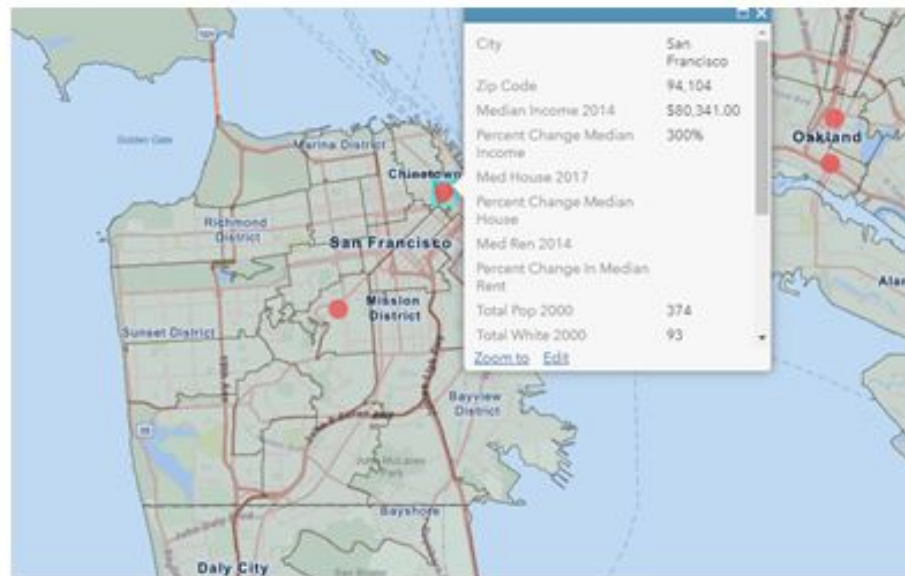 City San Francisco
Zip Code 94,104
Median Income 2014 $80,341.00
Percent Change Median Income 300%
Med House 2017
Percent Change Median House
Med Ren 2014
Percent Change In Median Rent
Total Pop 2000 374
Total White 2000 93
Zoom to Edit
Golden Gate
Marina District
Chinatown
Richmond District
San Francisco
Mission District
Sunset District
Bayview District
Bayshore
Daly City
Oakland